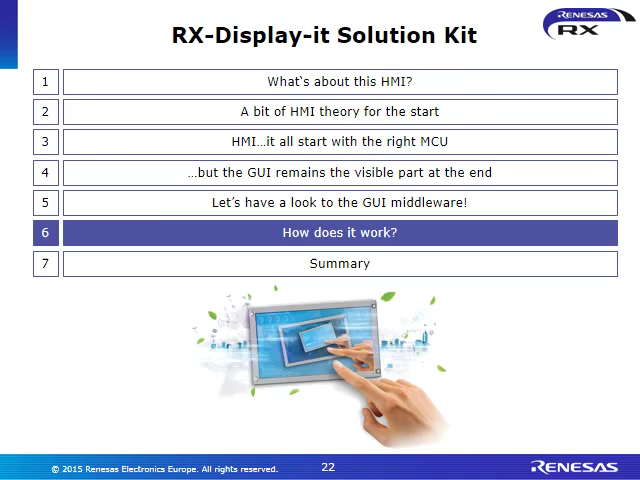 RX-Display-it Solution Kit
RENESAS
RX
1 What's about this HMI?
2 A bit of HMI theory for the start
3 HMI…it all start with the right MCU
4 …but the GUI remains the visible part at the end
5 Let's have a look to the GUI middleware!
6 How does it work?
7 Summary
© 2015 Renesas Electronics Europe. All rights reserved. 22 RENESAS